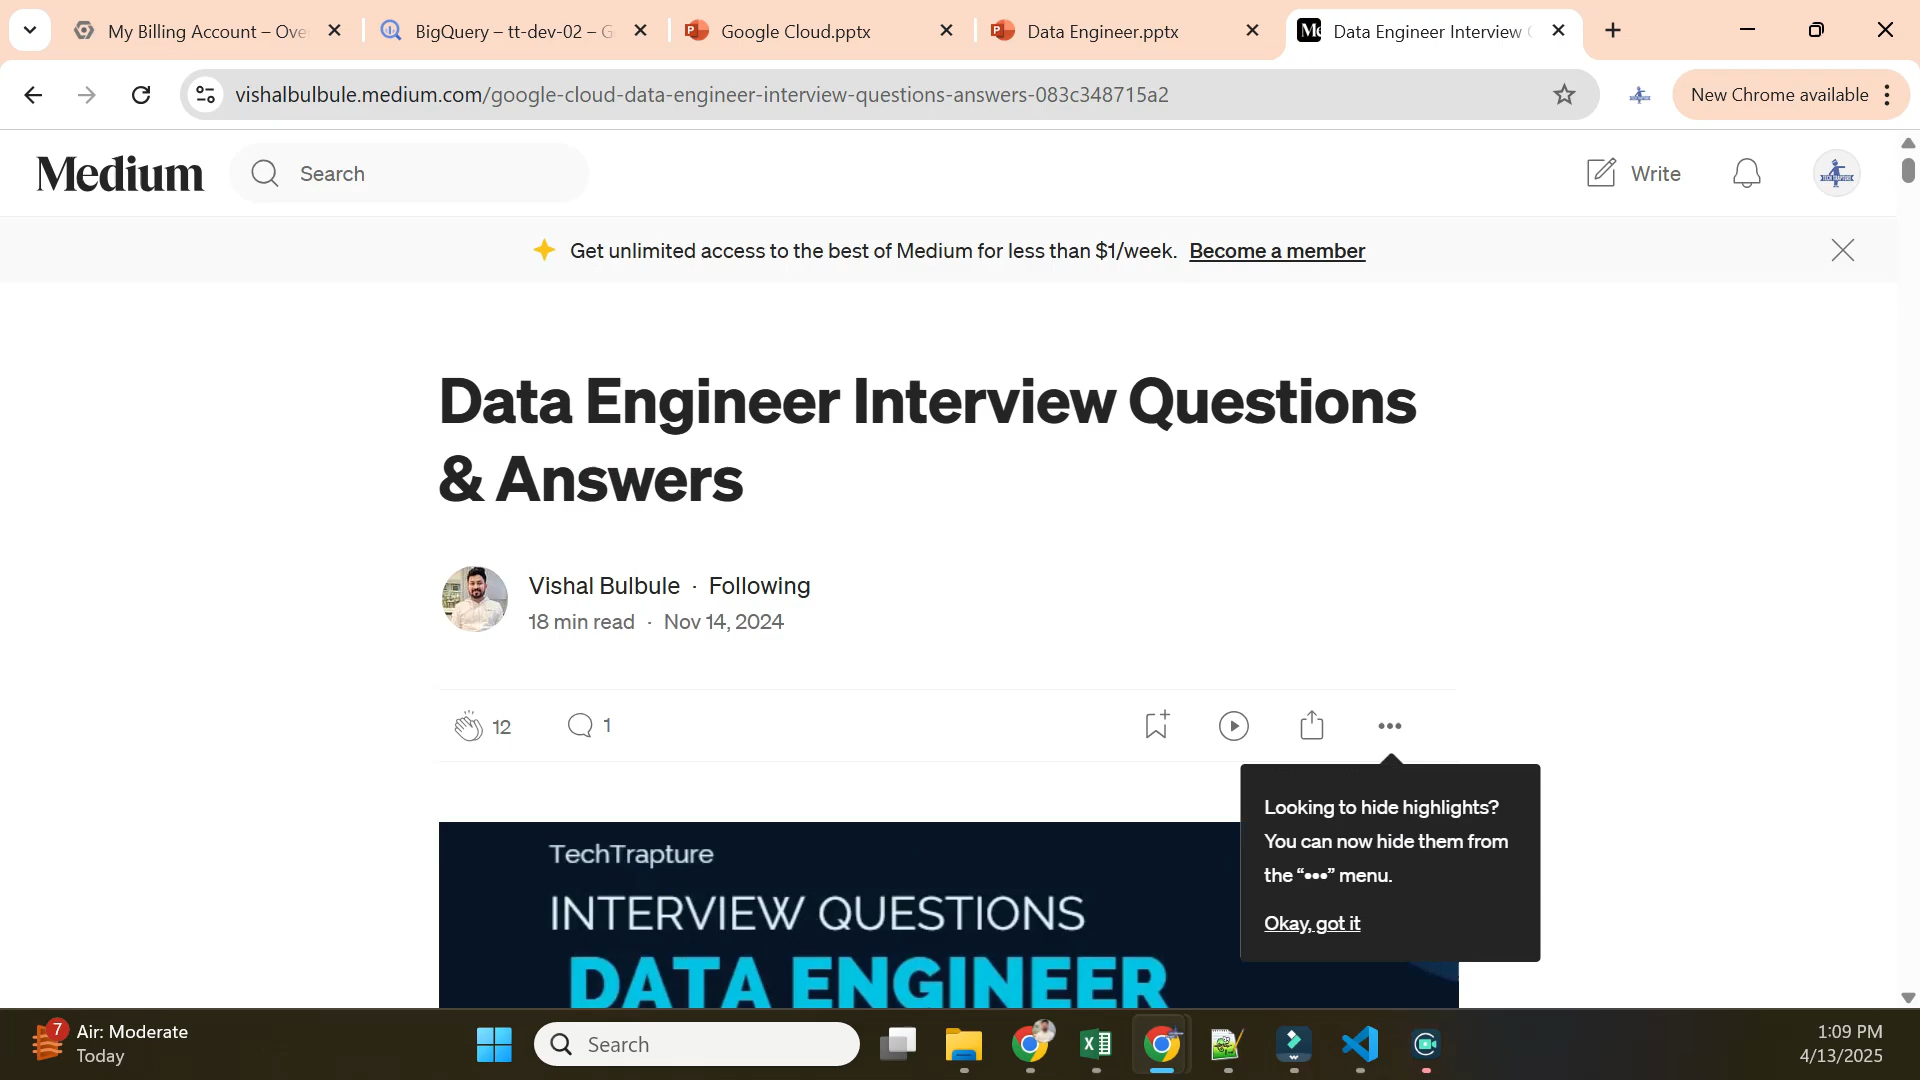 My Billing Account – Ove
BigQuery – tt-dev-02 – G
Google Cloud.pptx
Data Engineer.pptx
Data Engineer Interview
vishalbulbule.medium.com/google-cloud-data-engineer-interview-questions-answers-083c348715a2
New Chrome available
Medium
Search
Write
Get unlimited access to the best of Medium for less than $1/week. Become a member
Data Engineer Interview Questions
& Answers
Vishal Bulbule · Following
18 min read · Nov 14, 2024
12
1
Looking to hide highlights?
You can now hide them from
the “•••” menu.
Okay, got it
TechTrapture
INTERVIEW QUESTIONS
DATA ENGINEER
7
Air: Moderate
Today
Search
1:09 PM
4/13/2025